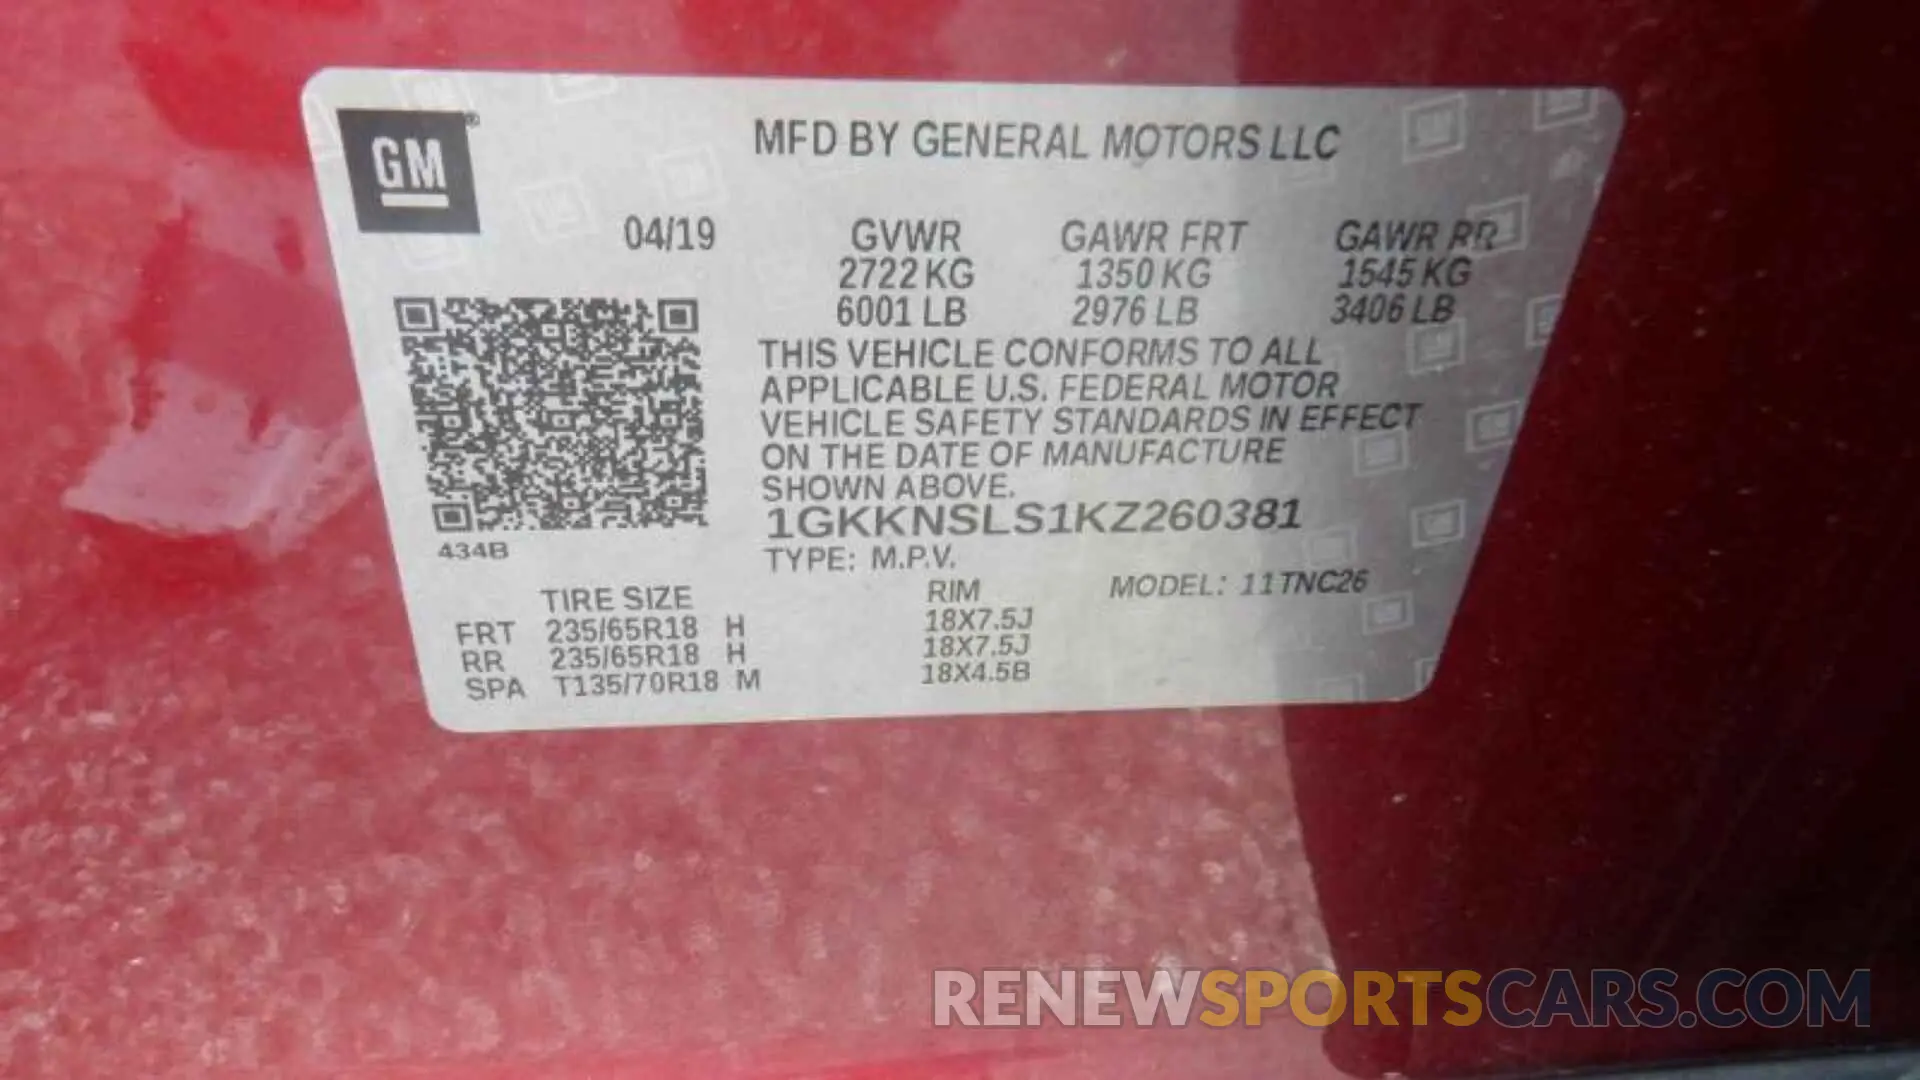 GM
MFD BY GENERAL MOTORS LLC
04/19 GVWR GAWR FRT GAWR RR
2722 KG 1350 KG 1545 KG
6001 LB 2976 LB 3406 LB
THIS VEHICLE CONFORMS TO ALL
APPLICABLE U.S. FEDERAL MOTOR
VEHICLE SAFETY STANDARDS IN EFFECT
ON THE DATE OF MANUFACTURE
SHOWN ABOVE.
1GKKNSLS1KZ260381
434B
TYPE: M.P.V.
TIRE SIZE RIM MODEL: 11TNC26
FRT 235/65R18 H 18X7.5J
RR 235/65R18 H 18X7.5J
SPA T135/70R18 M 18X4.5B
RENEWSPORTSCARS.COM